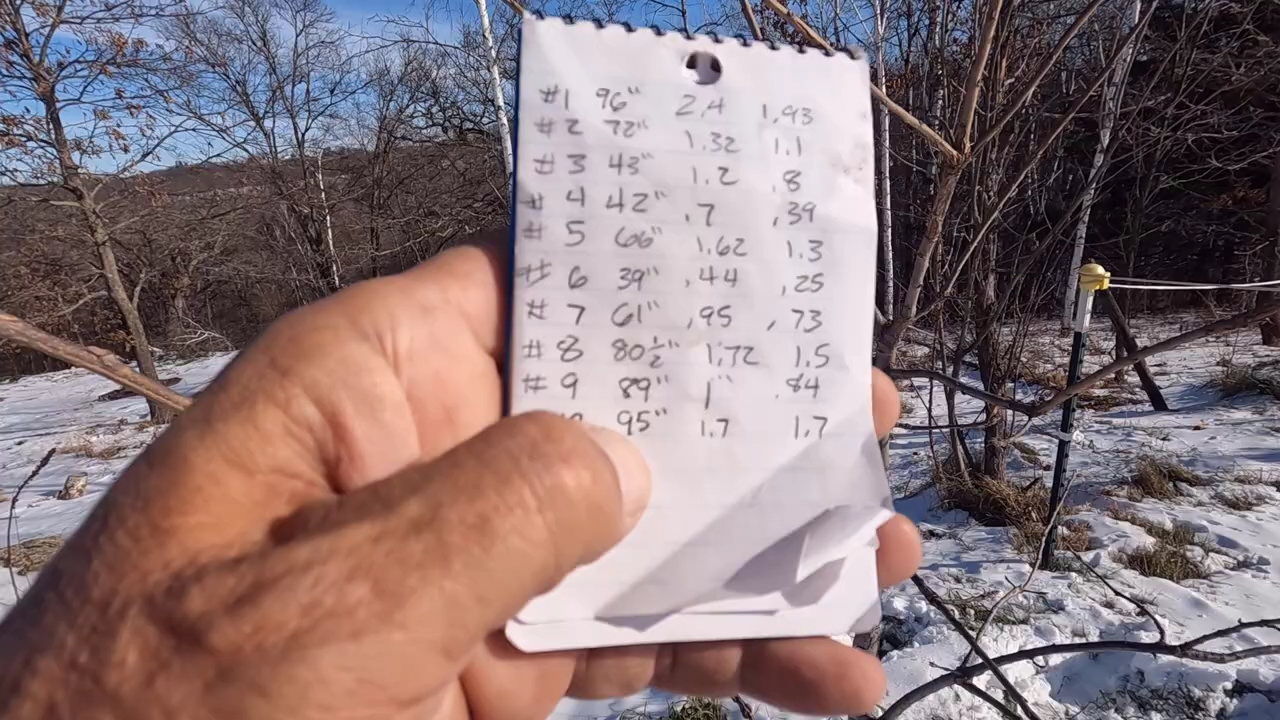 #1 96" 2.4 1.93
#2 72" 1.32 1.1
#3 43" 1.2 .8
#4 42" .7 .39
#5 66" 1.62 1.3
#6 39" .44 .25
#7 61" .95 .73
#8 80½" 1.72 1.5
#9 89" 1" .84
95" 1.7 1.7